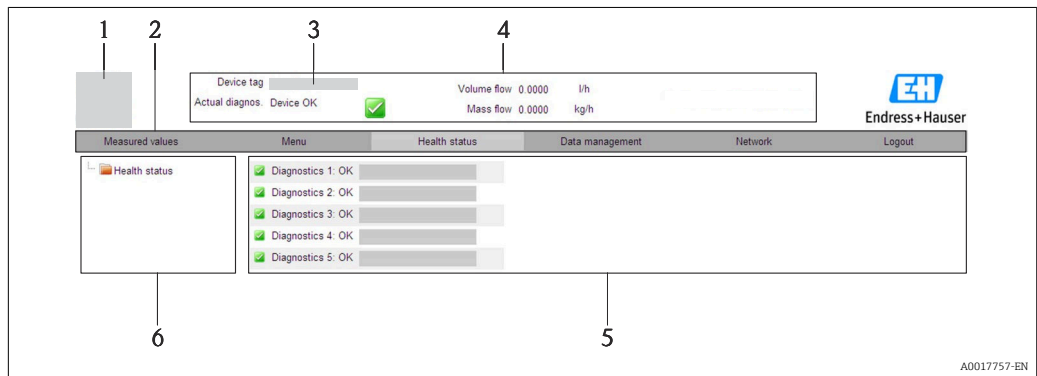 1 2 3 4
Device tag
Volume flow 0.0000 l/h
Actual diagnos. Device OK
Mass flow 0.0000 kg/h
EH
Endress+Hauser
Measured values Menu Health status Data management Network Logout
Health status
Diagnostics 1: OK
Diagnostics 2: OK
Diagnostics 3: OK
Diagnostics 4: OK
Diagnostics 5: OK
6 5
A0017757-EN